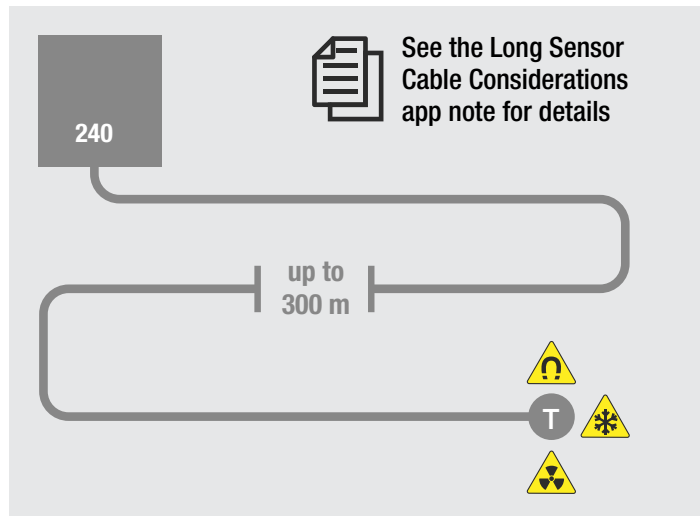 See the Long Sensor
Cable Considerations
app note for details
240
up to
300 m
T